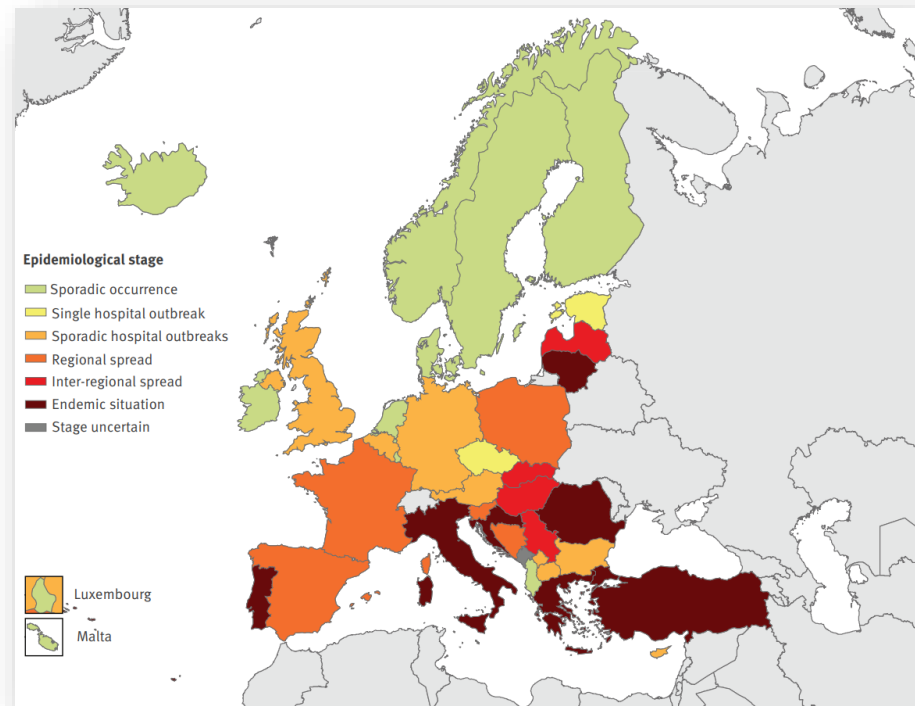 Epidemiological stage
Sporadic occurrence
Single hospital outbreak
Sporadic hospital outbreaks
Regional spread
Inter-regional spread
Endemic situation
Stage uncertain
Luxembourg
Malta